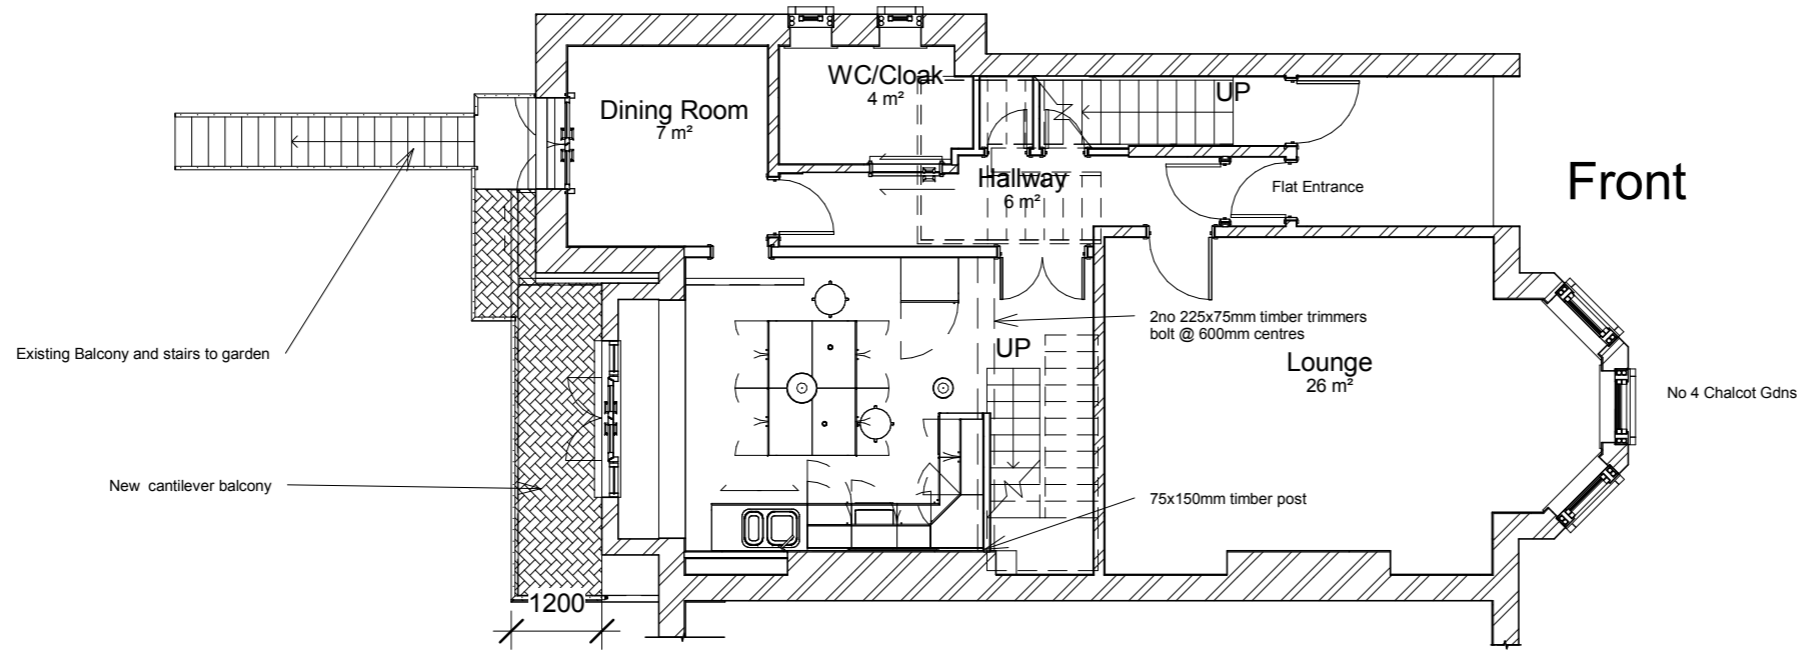 WC/Cloak
4 m²
UP
Dining Room
7 m²
Hallway
6 m²
Flat Entrance
Front
2no 225x75mm timber trimmers
bolt @ 600mm centres
UP
Existing Balcony and stairs to garden
Lounge
26 m²
No 4 Chalcot Gdns
New  cantilever balcony
75x150mm timber post
1200